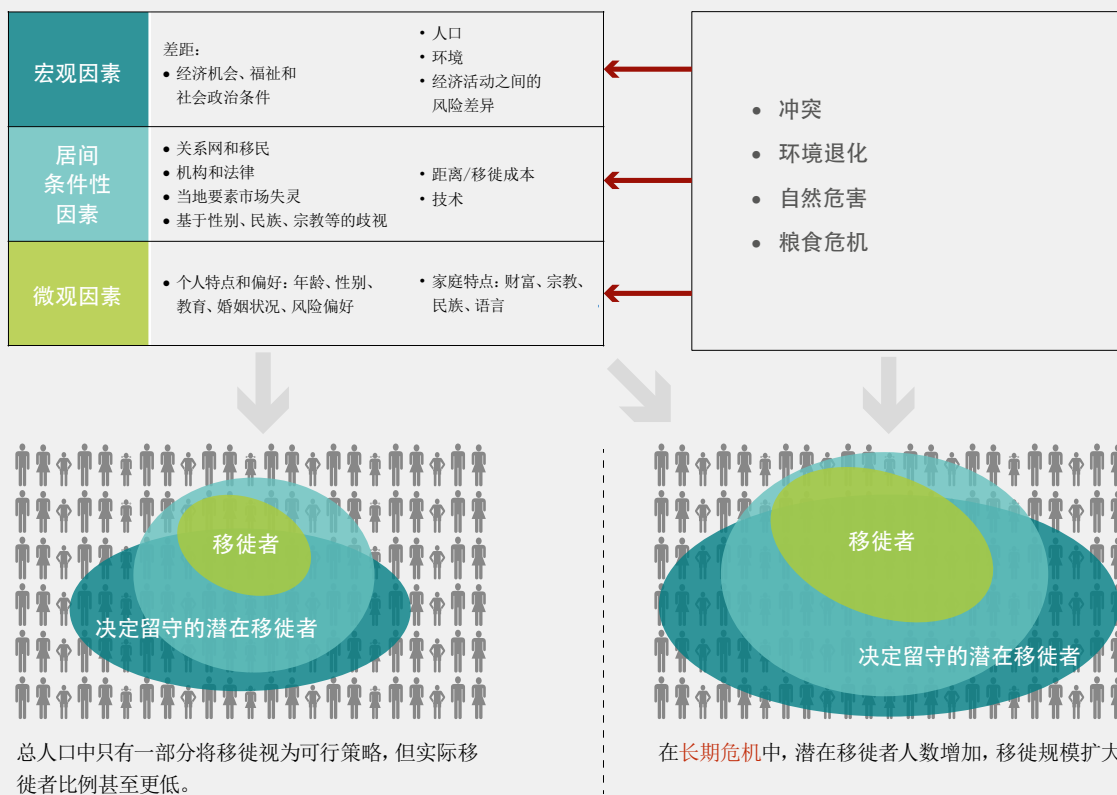 宏观因素
差距：
● 经济机会、福祉和
社会政治条件
• 人口
• 环境
• 经济活动之间的
风险差异
居间
条件性
因素
● 关系网和移民
● 机构和法律
● 当地要素市场失灵
● 基于性别、民族、宗教等的歧视
• 距离/移徙成本
• 技术
微观因素
● 个人特点和偏好：年龄、性别、
教育、婚姻状况、风险偏好
• 家庭特点：财富、宗教、
民族、语言
• 冲突
• 环境退化
• 自然危害
• 粮食危机
移徙者
决定留守的潜在移徙者
总人口中只有一部分将移徙视为可行策略，但实际移
徙者比例甚至更低。
移徙者
决定留守的潜在移徙者
在长期危机中，潜在移徙者人数增加，移徙规模扩大